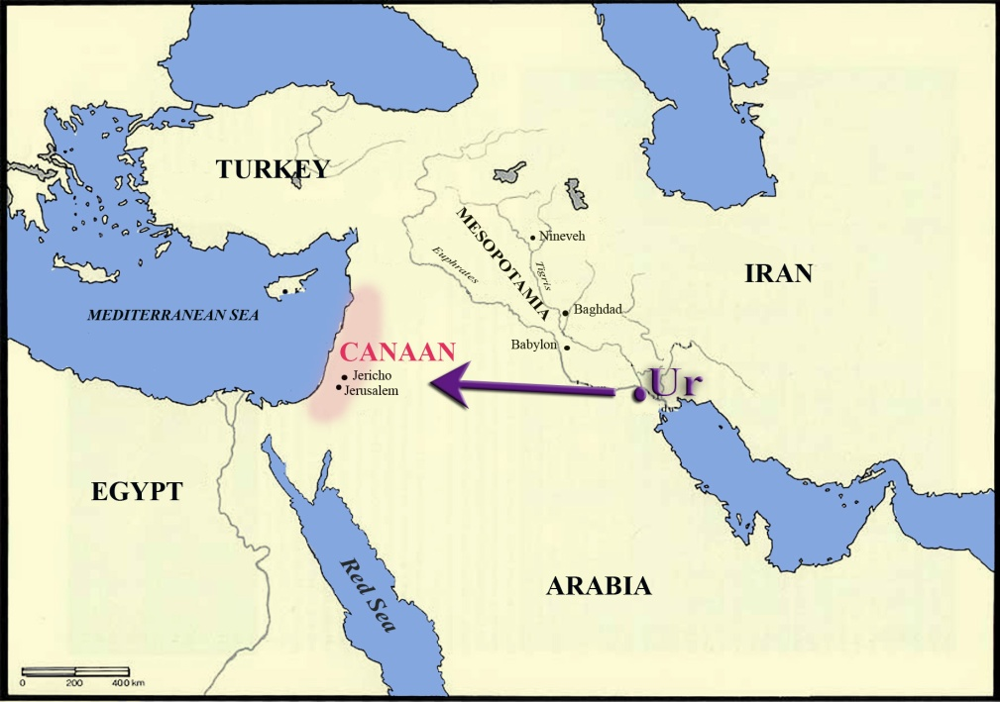 TURKEY
MESOPOTAMIA
Nineveh
Euphrates
Tigris
IRAN
MEDITERRANEAN SEA
Baghdad
Babylon
CANAAN
Jericho
Jerusalem
Ur
EGYPT
Red Sea
ARABIA
0 200 400 km